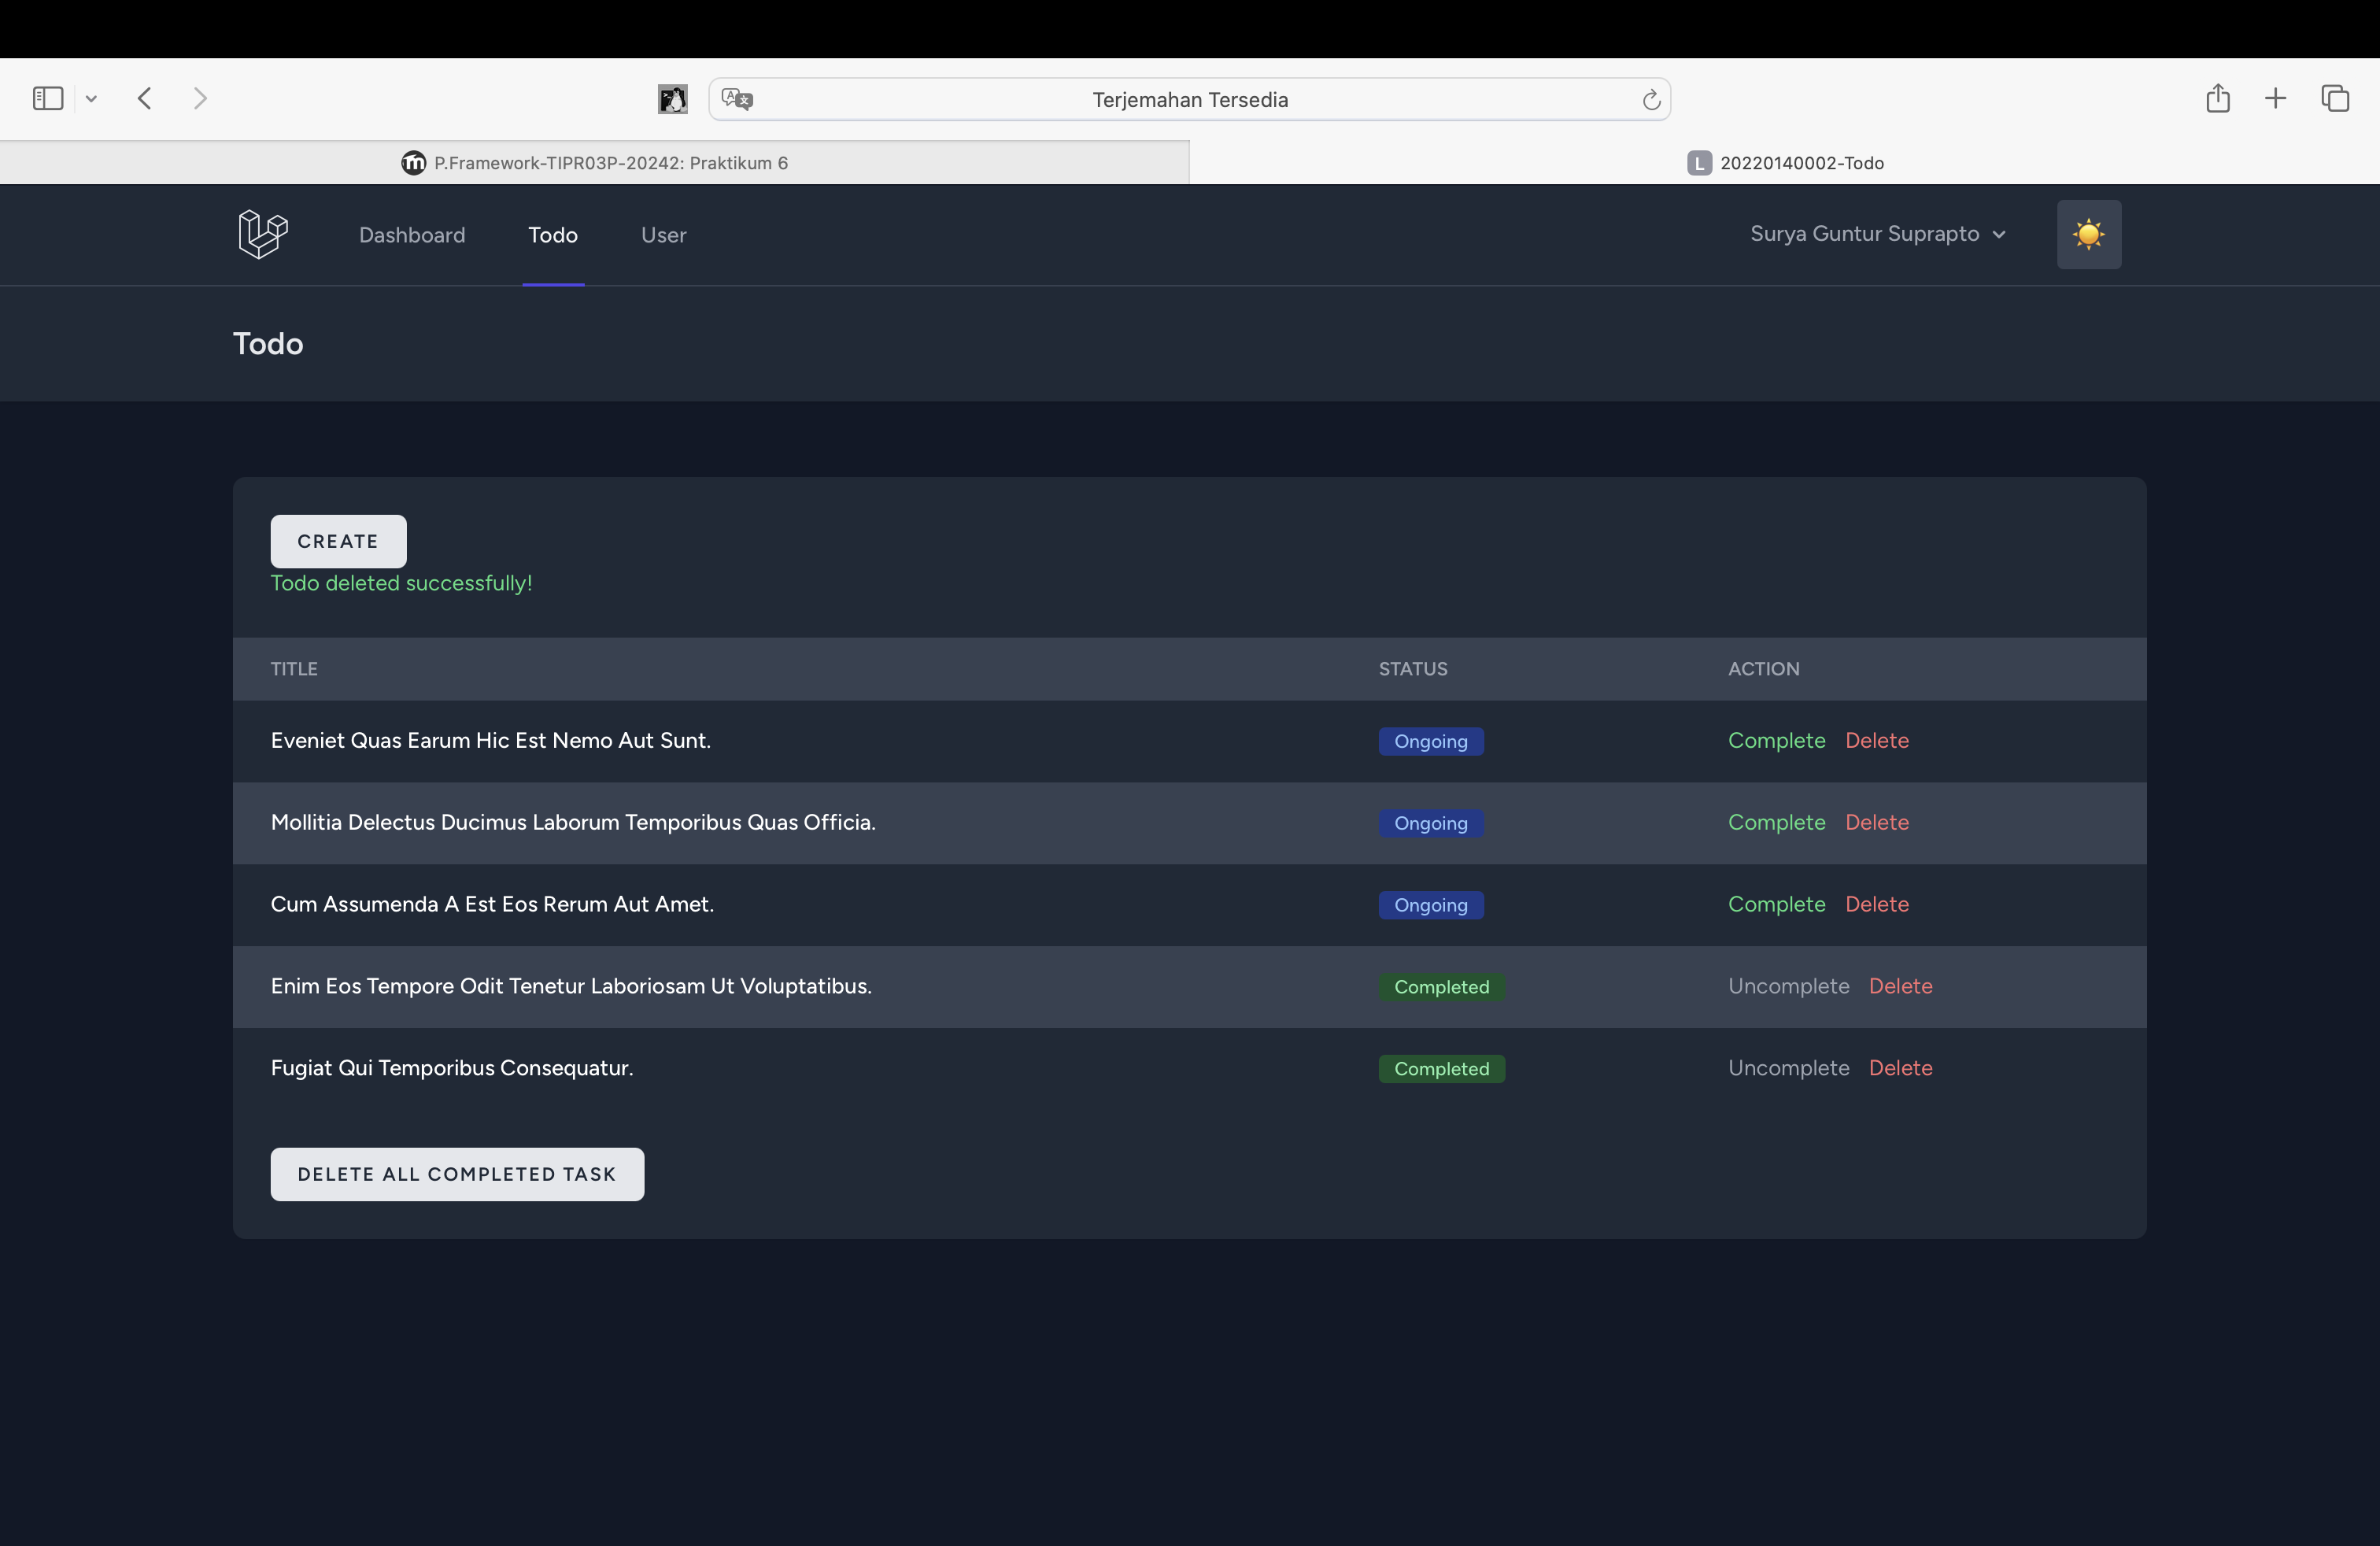 Terjemahan Tersedia
P.Framework-TIPR03P-20242: Praktikum 6
L 20220140002-Todo
Dashboard Todo User Surya Guntur Suprapto
Todo
CREATE
Todo deleted successfully!
TITLE STATUS ACTION
Eveniet Quas Earum Hic Est Nemo Aut Sunt. Ongoing Complete Delete
Mollitia Delectus Ducimus Laborum Temporibus Quas Officia. Ongoing Complete Delete
Cum Assumenda A Est Eos Rerum Aut Amet. Ongoing Complete Delete
Enim Eos Tempore Odit Tenetur Laboriosam Ut Voluptatibus. Completed Uncomplete Delete
Fugiat Qui Temporibus Consequatur. Completed Uncomplete Delete
DELETE ALL COMPLETED TASK